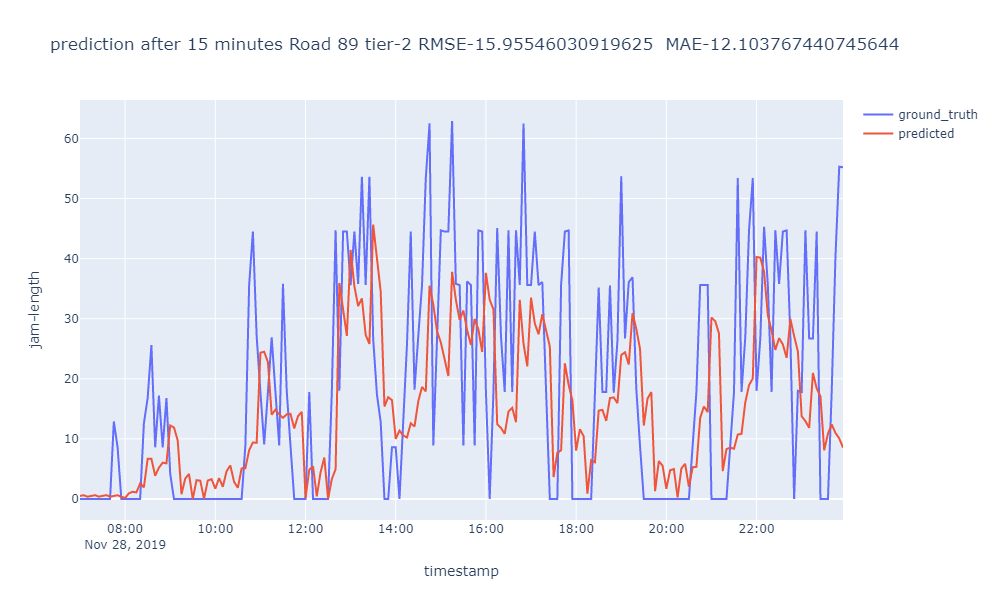 prediction after 15 minutes Road 89 tier-2 RMSE-15.95546030919625  MAE-12.103767440745644
ground_truth
predicted
60
50
40
30
20
10
0
jam-length
08:00 10:00 12:00 14:00 16:00 18:00 20:00 22:00
Nov 28, 2019
timestamp